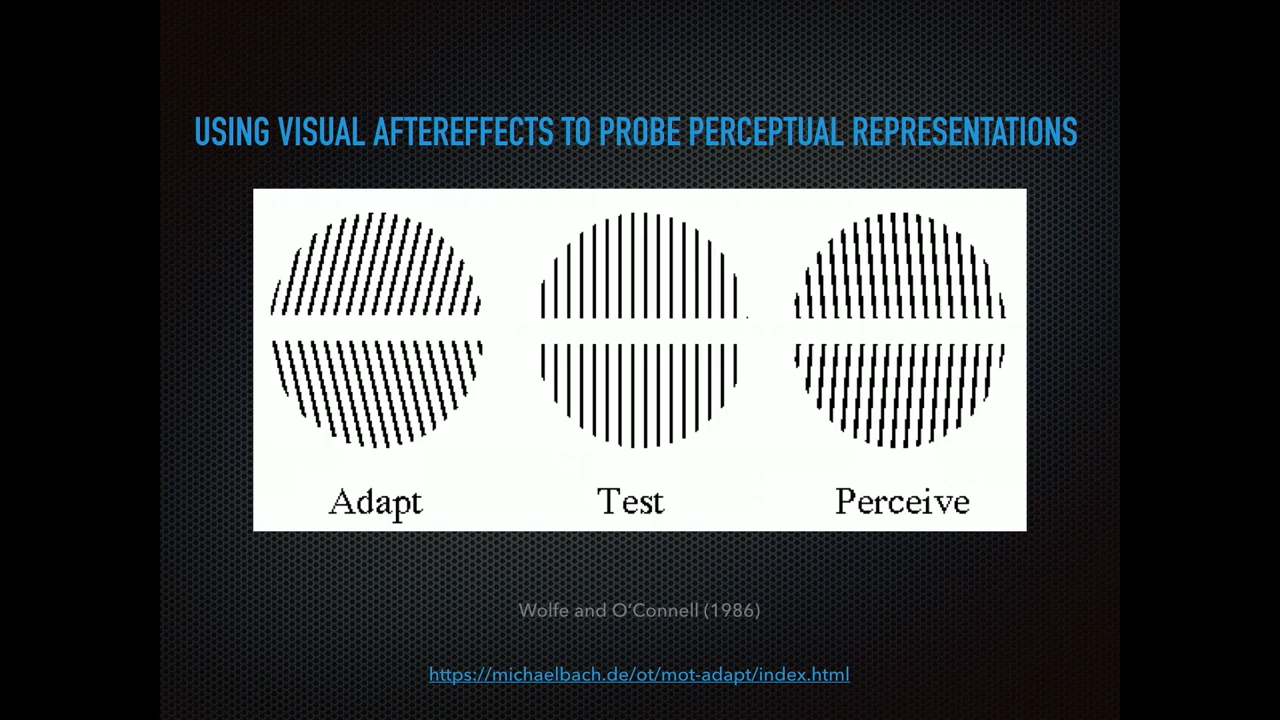 USING VISUAL AFTEREFFECTS TO PROBE PERCEPTUAL REPRESENTATIONS
Adapt Test Perceive
Wolfe and O'Connell (1986)
https://michaelbach.de/ot/mot-adapt/index.html